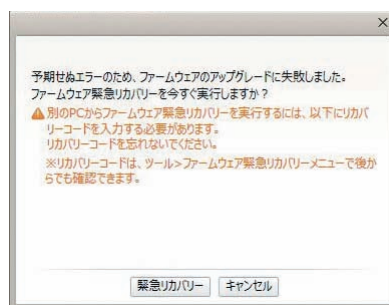 予期せぬエラーのため、ファームウェアのアップグレードに失敗しました。
ファームウェア緊急リカバリーを今すぐ実行しますか？
別のPCからファームウェア緊急リカバリーを実行するには、以下にリカバ
リーコードを入力する必要があります。
リカバリーコードを忘れないでください。
※リカバリーコードは、ツール>ファームウェア緊急リカバリーメニューで後か
らでも確認できます。
緊急リカバリー キャンセル